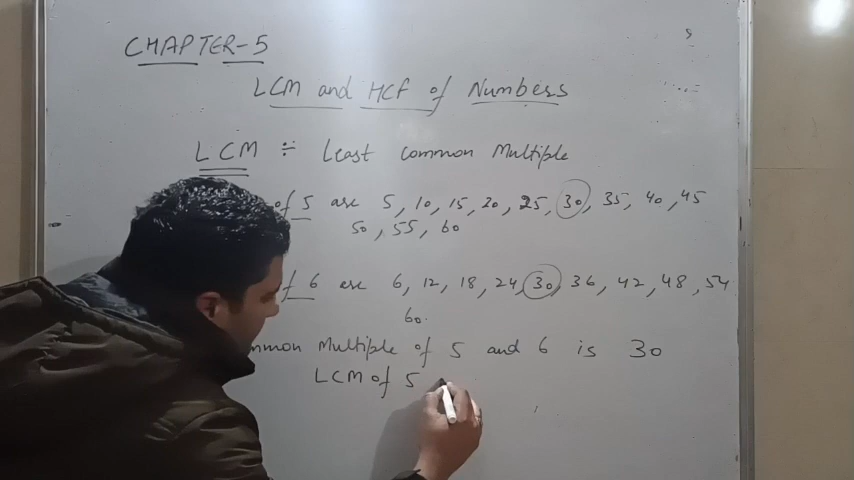 CHAPTER-5
LCM and HCF of Numbers
LCM ÷ Least common Multiple
of 5 are 5, 10, 15, 20, 25, 30, 35, 40, 45
50, 55, 60
6 are 6, 12, 18, 24, 30, 36, 42, 48, 54
60.
Multiple of 5 and 6 is 30
LCM of 5